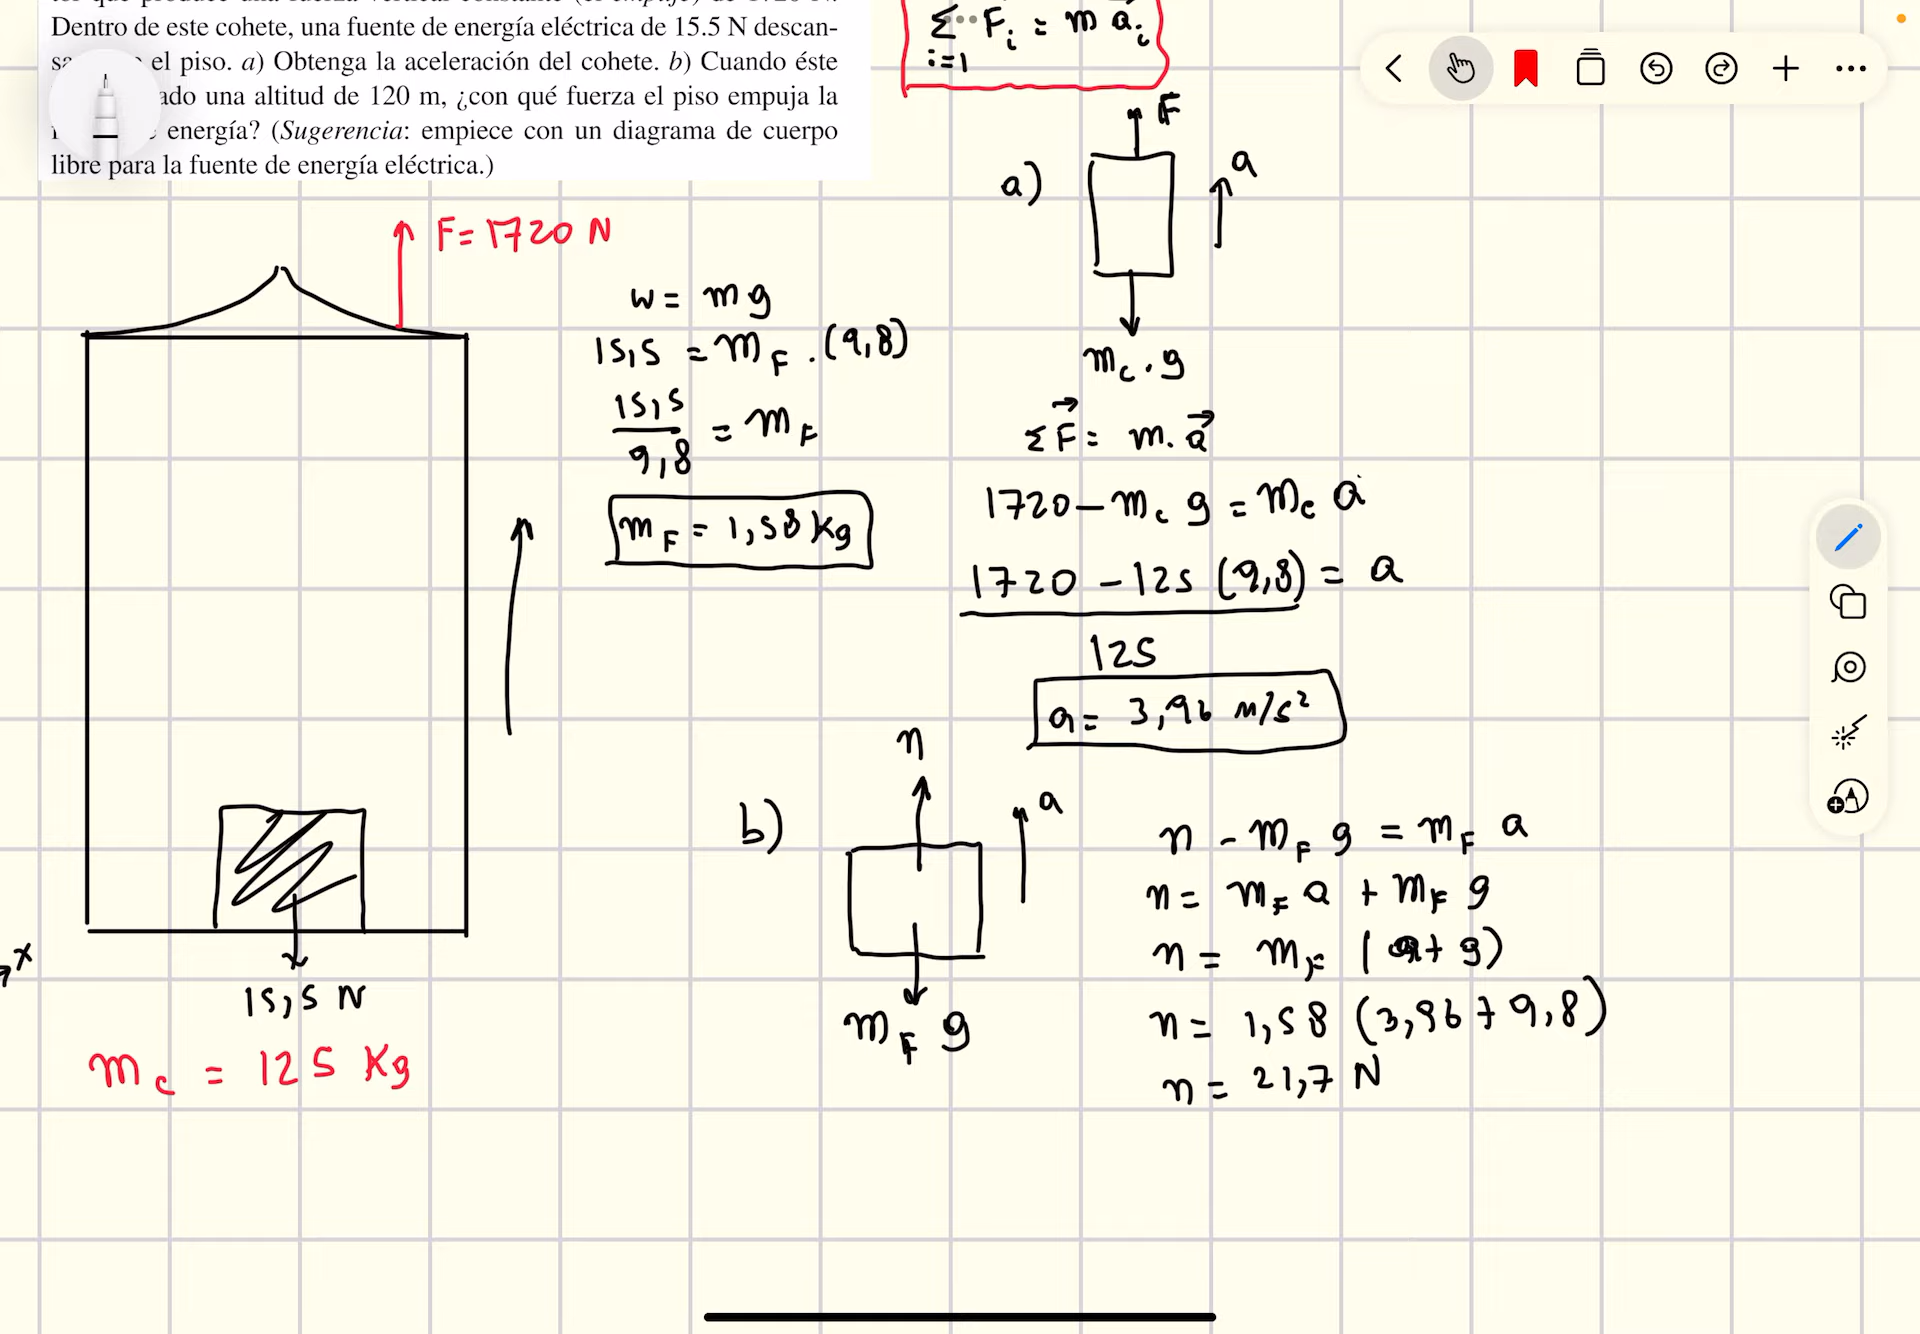 Dentro de este cohete, una fuente de energía eléctrica de 15.5 N descan-
el piso. a) Obtenga la aceleración del cohete. b) Cuando éste
ado una altitud de 120 m, ¿con qué fuerza el piso empuja la
energía? (Sugerencia: empiece con un diagrama de cuerpo
libre para la fuente de energía eléctrica.)
Σ F_i = m a_i
i=1
F = 1720 N
w = mg
15,5 = m_F . (9,8)
15,5 / 9,8 = m_F
m_F = 1,58 Kg
15,5 N
m_c = 125 Kg
x
a)
F
a
m_c . g
ΣF = m. a
1720 - m_c g = m_c a
1720 - 125 (9,8) = a
125
a = 3,96 m/s²
b)
n
a
m_F g
n - m_F g = m_F a
n = m_F a + m_F g
n = m_F (a + g)
n = 1,58 (3,96 + 9,8)
n = 21,7 N